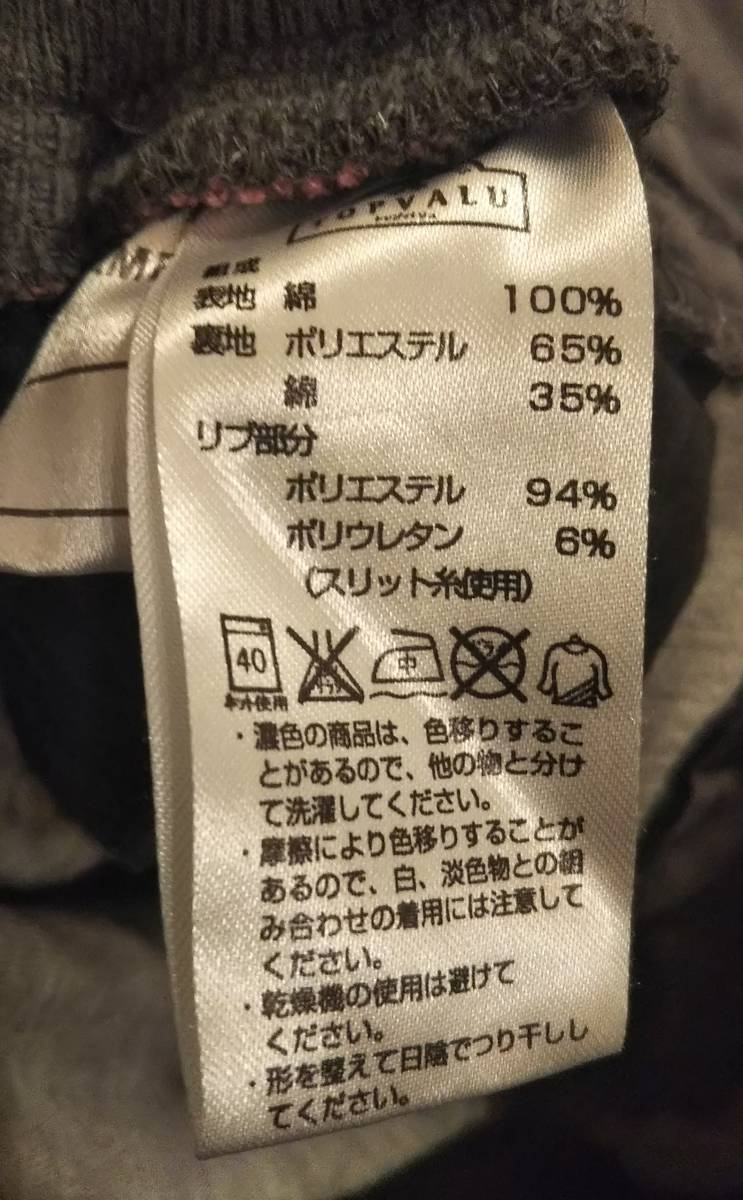 TOPVALU
組成
表地 綿 100%
裏地 ポリエステル 65%
綿 35%
リブ部分
ポリエステル 94%
ポリウレタン 6%
(スリット糸使用)
40 中
ネット使用
・濃色の商品は、色移りするこ
とがあるので、他の物と分け
て洗濯してください。
・摩擦により色移りすることが
あるので、白、淡色物との組
み合わせの着用には注意して
ください。
・乾燥機の使用は避けて
ください。
・形を整えて日陰でつり干しし
てください。